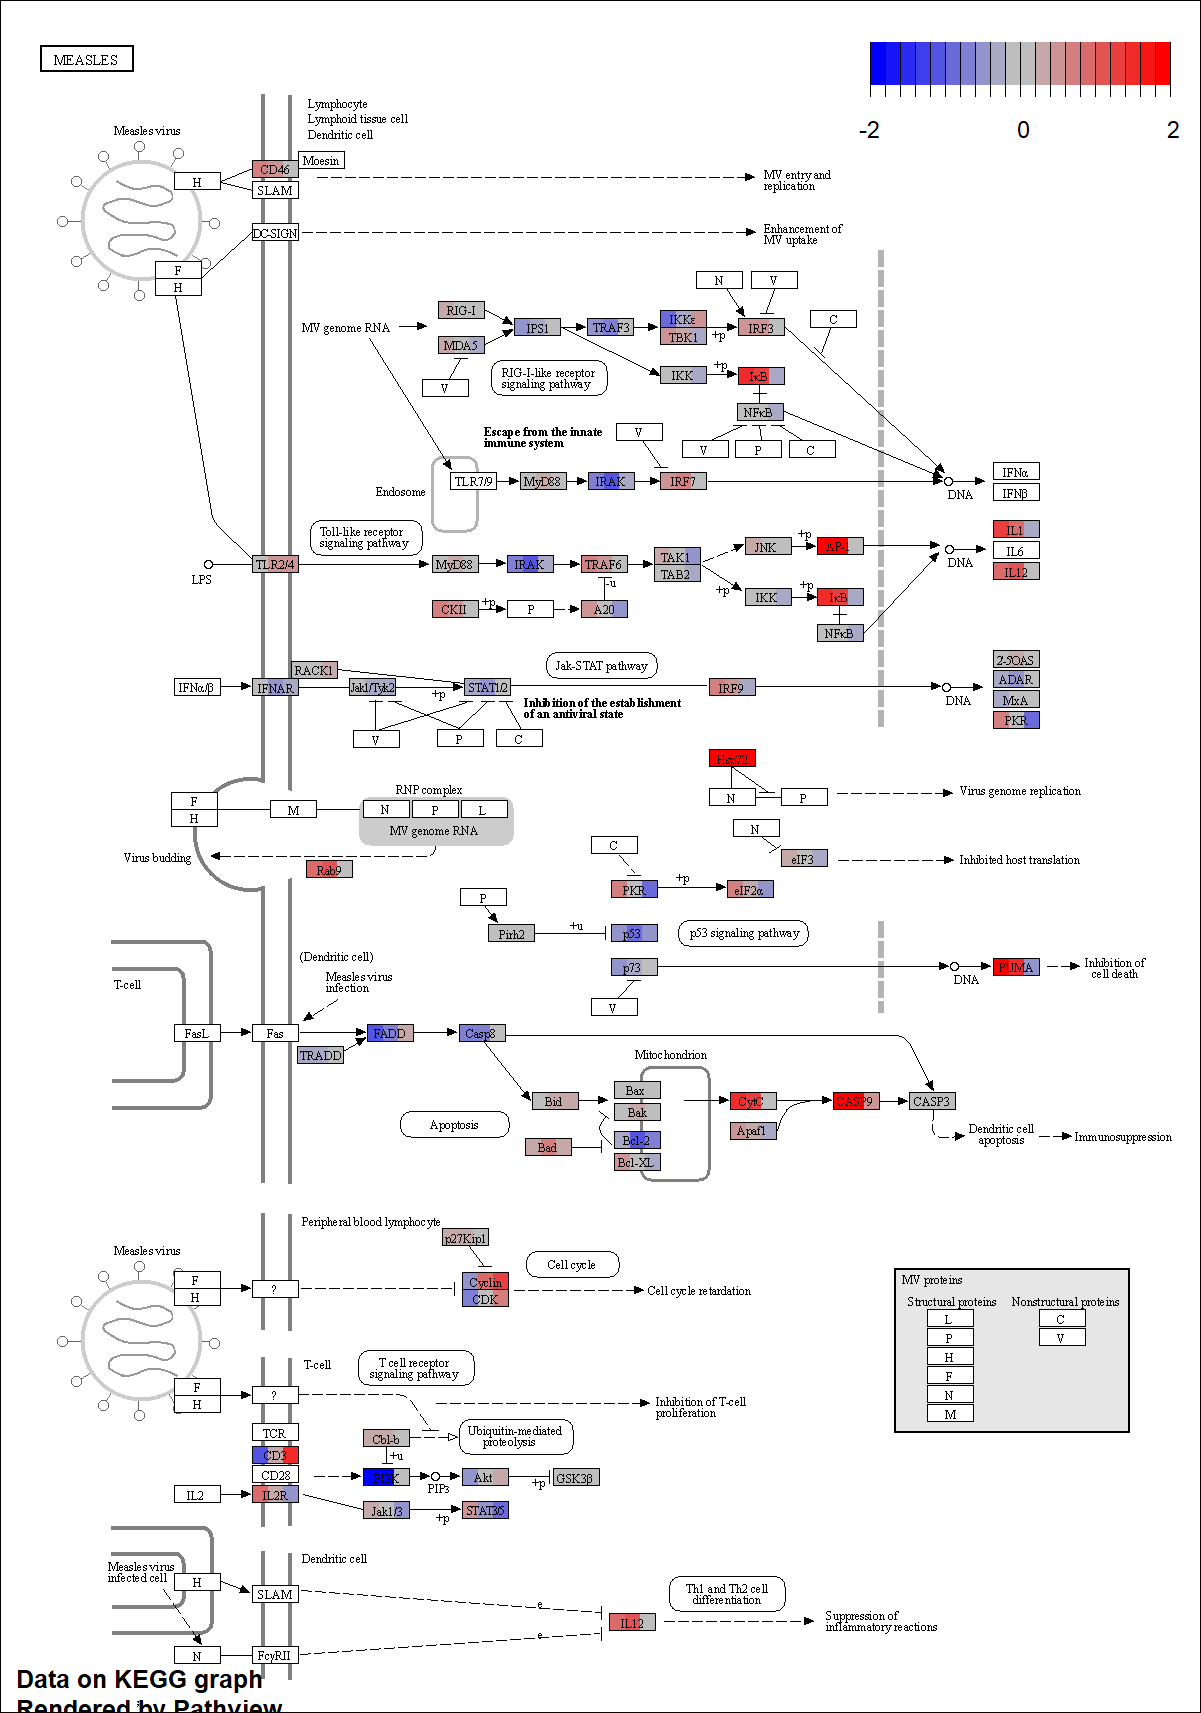 MEASLES
-2 0 2
Lymphocyte
Lymphoid tissue cell
Dendritic cell
Measles virus
Moesin
CD46
H
SLAM
MV entry and
replication
DC-SIGN
Enhancement of
MV uptake
F
H
N V
RIG-I
C
MV genome RNA
IPS1
TRAF3
IKKε
TBK1
+p
IRF3
MDA5
V
RIG-I-like receptor
signaling pathway
IKK
+p
IκB
NFκB
V P C
Escape from the innate
immune system
V
Endosome
TLR7/9
MyD88
IRAK
IRF7
DNA
IFNα
IFNβ
Toll-like receptor
signaling pathway
LPS
TLR2/4
MyD88
IRAK
TRAF6
TAK1
TAB2
JNK
+p
AP-1
DNA
IL1
IL6
IL12
-u
CKII
+p
P
A20
+p
IKK
+p
IκB
NFκB
RACK1
Jak-STAT pathway
IFNα/β
IFNAR
Jak1/Tyk2
+p
STAT1/2
IRF9
DNA
2-5OAS
ADAR
MxA
PKR
Inhibition of the establishment
of an antiviral state
V P C
Hsp72
N P
Virus genome replication
RNP complex
F
H
M
N P L
MV genome RNA
Virus budding
Rab9
N
eIF3
Inhibited host translation
C
PKR
+p
eIF2α
P
Pirh2
+u
p53
p53 signaling pathway
p73
V
DNA
PUMA
Inhibition of
cell death
T-cell
(Dendritic cell)
Measles virus
infection
FasL
Fas
TRADD
FADD
Casp8
Mitochondrion
Bid
Bax
Bak
Bcl-2
Bcl-XL
Bad
Apoptosis
CytC
Apaf1
CASP9
CASP3
Dendritic cell
apoptosis
Immunosuppression
Peripheral blood lymphocyte
p27Kip1
Measles virus
F
H
?
Cyclin
CDK
Cell cycle
Cell cycle retardation
MV proteins
Structural proteins Nonstructural proteins
L C
P V
H
F
N
M
T-cell
T cell receptor
signaling pathway
F
H
?
Inhibition of T-cell
proliferation
TCR
CD3
CD28
Cbl-b
+u
Ubiquitin-mediated
proteolysis
PI3K
PIP3
Akt
+p
GSK3β
IL2
IL2R
Jak1/3
+p
STAT3/5
Dendritic cell
Measles virus
infected cell
H
SLAM
e
Th1 and Th2 cell
differentiation
IL12
Suppression of
inflammatory reactions
N
FcγRII
e
Data on KEGG graph
Rendered by Pathview